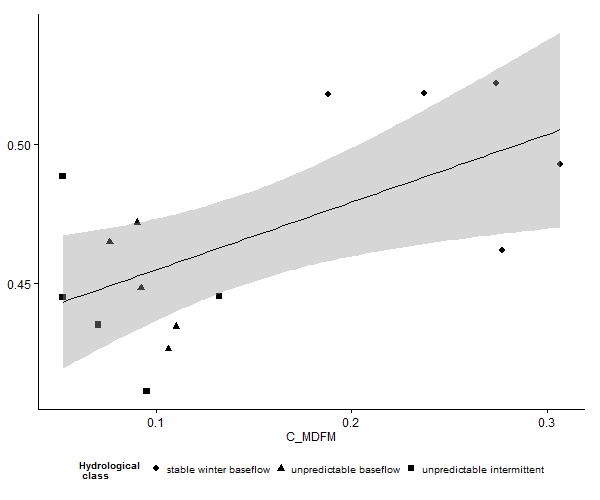 0.50
0.45
0.1 0.2 0.3
C_MDFM
Hydrological
class
stable winter baseflow unpredictable baseflow unpredictable intermittent